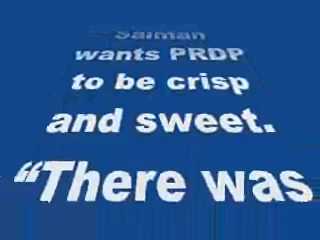 Salman
wants PRDP
to be crisp
and sweet.
“There was